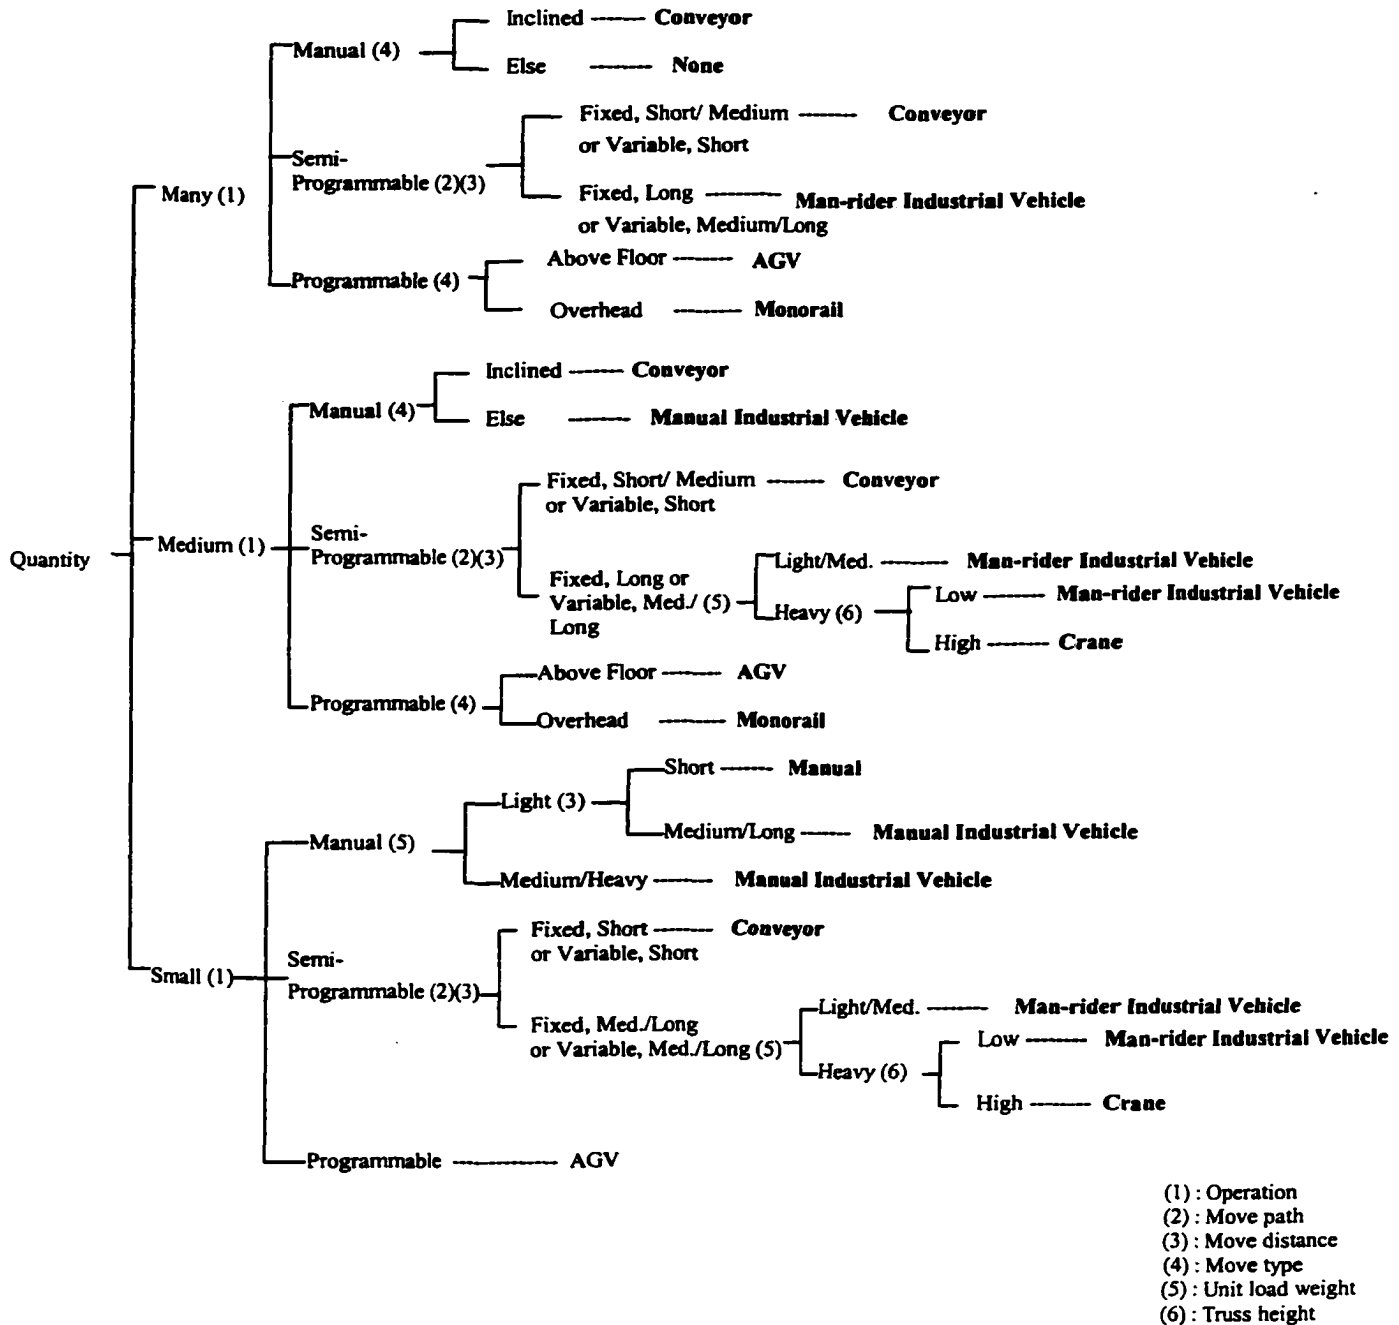 Inclined Conveyor
Manual (4)
Else None
Fixed, Short/ Medium Conveyor
or Variable, Short
Semi-
Programmable (2)(3)
Many (1)
Fixed, Long Man-rider Industrial Vehicle
or Variable, Medium/Long
Above Floor AGV
Programmable (4)
Overhead Monorail
Inclined Conveyor
Manual (4)
Else Manual Industrial Vehicle
Fixed, Short/ Medium Conveyor
or Variable, Short
Semi-
Programmable (2)(3)
Medium (1)
Quantity
Light/Med. Man-rider Industrial Vehicle
Fixed, Long or
Variable, Med./ (5)
Long
Low Man-rider Industrial Vehicle
Heavy (6)
High Crane
Above Floor AGV
Programmable (4)
Overhead Monorail
Short Manual
Light (3)
Medium/Long Manual Industrial Vehicle
Manual (5)
Medium/Heavy Manual Industrial Vehicle
Fixed, Short Conveyor
or Variable, Short
Semi-
Programmable (2)(3)
Small (1)
Light/Med. Man-rider Industrial Vehicle
Fixed, Med./Long
or Variable, Med./Long (5)
Low Man-rider Industrial Vehicle
Heavy (6)
High Crane
Programmable AGV
(1) : Operation
(2) : Move path
(3) : Move distance
(4) : Move type
(5) : Unit load weight
(6) : Truss height